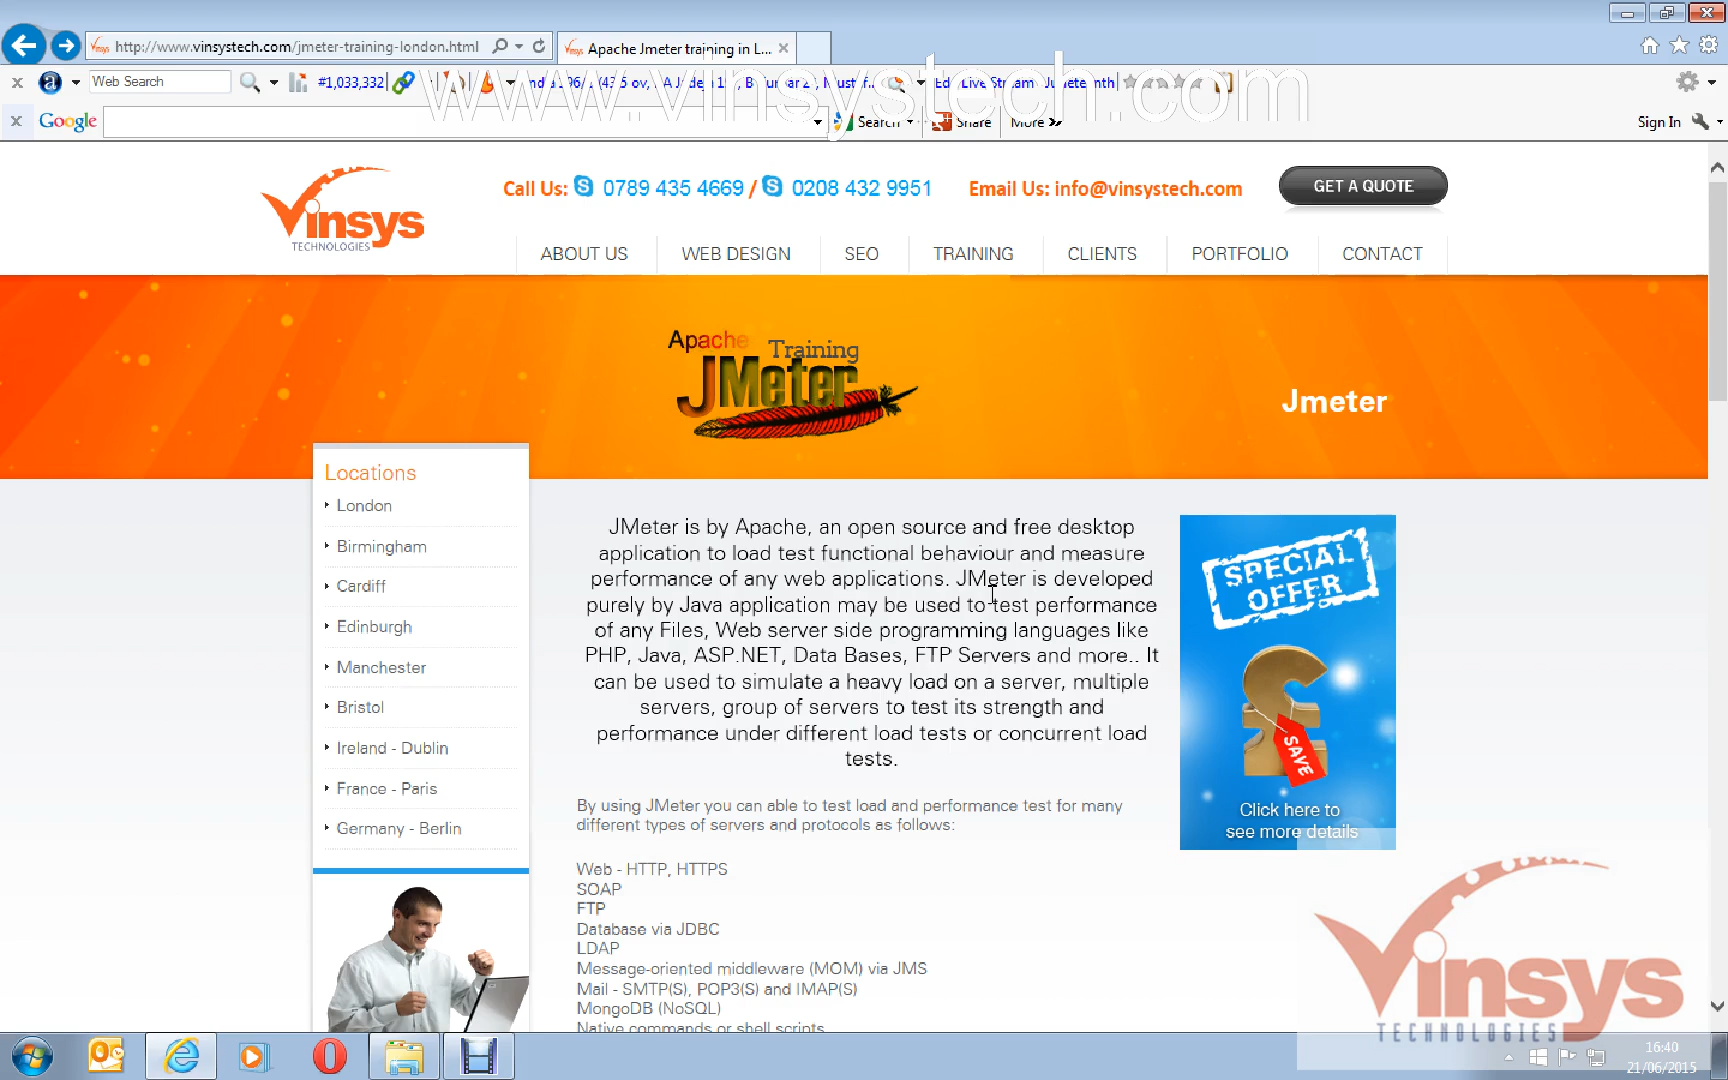 http://www.vinsystech.com/jmeter-training-london.html
Apache Jmeter training in L...
Web Search
#1,033,332
www.vinsystech.com
Google
Search
Share
More »
Sign In
Vinsys
TECHNOLOGIES
Call Us: 0789 435 4669 / 0208 432 9951
Email Us: info@vinsystech.com
GET A QUOTE
ABOUT US
WEB DESIGN
SEO
TRAINING
CLIENTS
PORTFOLIO
CONTACT
Apache
Training
JMeter
Jmeter
Locations
London
Birmingham
Cardiff
Edinburgh
Manchester
Bristol
Ireland - Dublin
France - Paris
Germany - Berlin
JMeter is by Apache, an open source and free desktop
application to load test functional behaviour and measure
performance of any web applications. JMeter is developed
purely by Java application may be used to test performance
of any Files, Web server side programming languages like
PHP, Java, ASP.NET, Data Bases, FTP Servers and more.. It
can be used to simulate a heavy load on a server, multiple
servers, group of servers to test its strength and
performance under different load tests or concurrent load
tests.
By using JMeter you can able to test load and performance test for many
different types of servers and protocols as follows:
Web - HTTP, HTTPS
SOAP
FTP
Database via JDBC
LDAP
Message-oriented middleware (MOM) via JMS
Mail - SMTP(S), POP3(S) and IMAP(S)
MongoDB (NoSQL)
Native commands or shell scripts
SPECIAL
OFFER
SAVE
Click here to
see more details
Vinsys
TECHNOLOGIES
16:40
21/06/2015